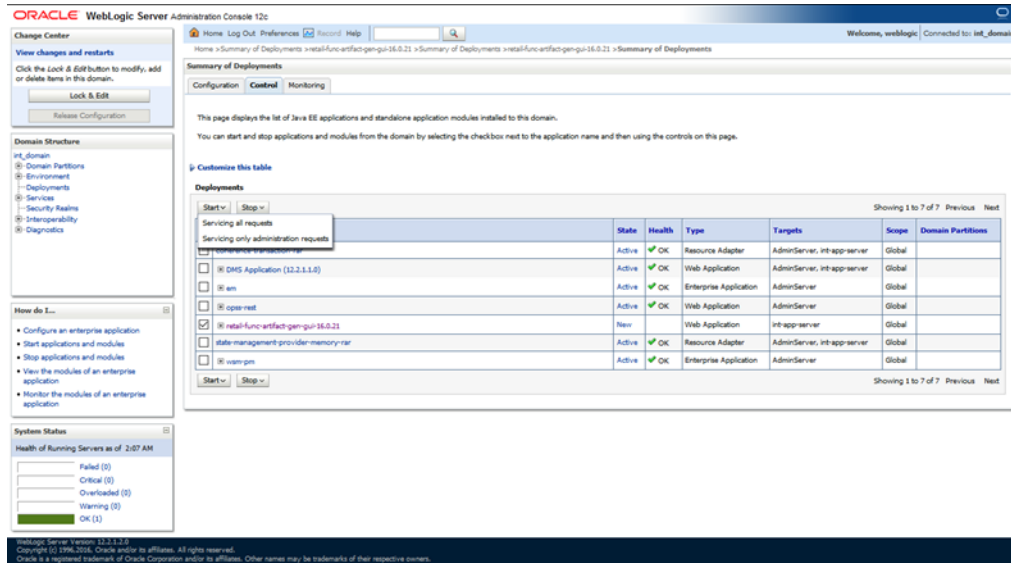 ORACLE WebLogic Server Administration Console 12c
Change Center
View changes and restarts
Click the Lock & Edit button to modify, add
or delete items in this domain.
Lock & Edit
Release Configuration
Domain Structure
int_domain
Domain Partitions
Environment
Deployments
Services
Security Realms
Interoperability
Diagnostics
How do I...
Configure an enterprise application
Start applications and modules
Stop applications and modules
View the modules of an enterprise
application
Monitor the modules of an enterprise
application
System Status
Health of Running Servers as of 2:07 AM
Failed (0)
Critical (0)
Overloaded (0)
Warning (0)
OK (1)
Home Log Out Preferences Record Help
Welcome, weblogic Connected to: int_domain
Home >Summary of Deployments >retail-func-artifact-gen-gui-16.0.21 >Summary of Deployments >retail-func-artifact-gen-gui-16.0.21 >Summary of Deployments
Summary of Deployments
Configuration Control Monitoring
This page displays the list of Java EE applications and standalone application modules installed to this domain.
You can start and stop applications and modules from the domain by selecting the checkbox next to the application name and then using the controls on this page.
Customize this table
Deployments
Start Stop Showing 1 to 7 of 7 Previous Next
Servicing all requests
Servicing only administration requests
State Health Type Targets Scope Domain Partitions
coherence-transaction-rar Active OK Resource Adapter AdminServer, int-app-server Global
DMS Application (12.2.1.1.0) Active OK Web Application AdminServer, int-app-server Global
em Active OK Enterprise Application AdminServer Global
opss-rest Active OK Web Application AdminServer Global
retail-func-artifact-gen-gui-16.0.21 New Web Application int-app-server Global
state-management-provider-memory-rar Active OK Resource Adapter AdminServer, int-app-server Global
wsm-pm Active OK Enterprise Application AdminServer Global
Start Stop Showing 1 to 7 of 7 Previous Next
WebLogic Server Version: 12.2.1.2.0
Copyright (c) 1996,2016, Oracle and/or its affiliates. All rights reserved.
Oracle is a registered trademark of Oracle Corporation and/or its affiliates. Other names may be trademarks of their respective owners.